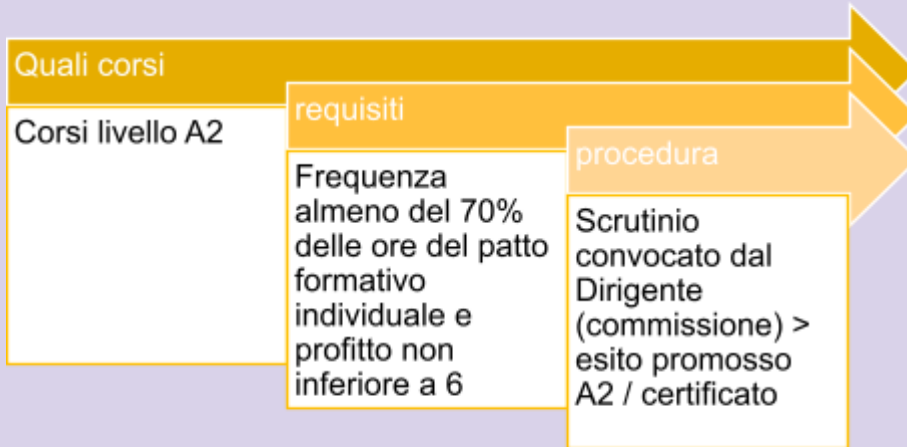 Quali corsi
Corsi livello A2
requisiti
Frequenza
almeno del 70%
delle ore del patto
formativo
individuale e
profitto non
inferiore a 6
procedura
Scrutinio
convocato dal
Dirigente
(commissione) >
esito promosso
A2 / certificato